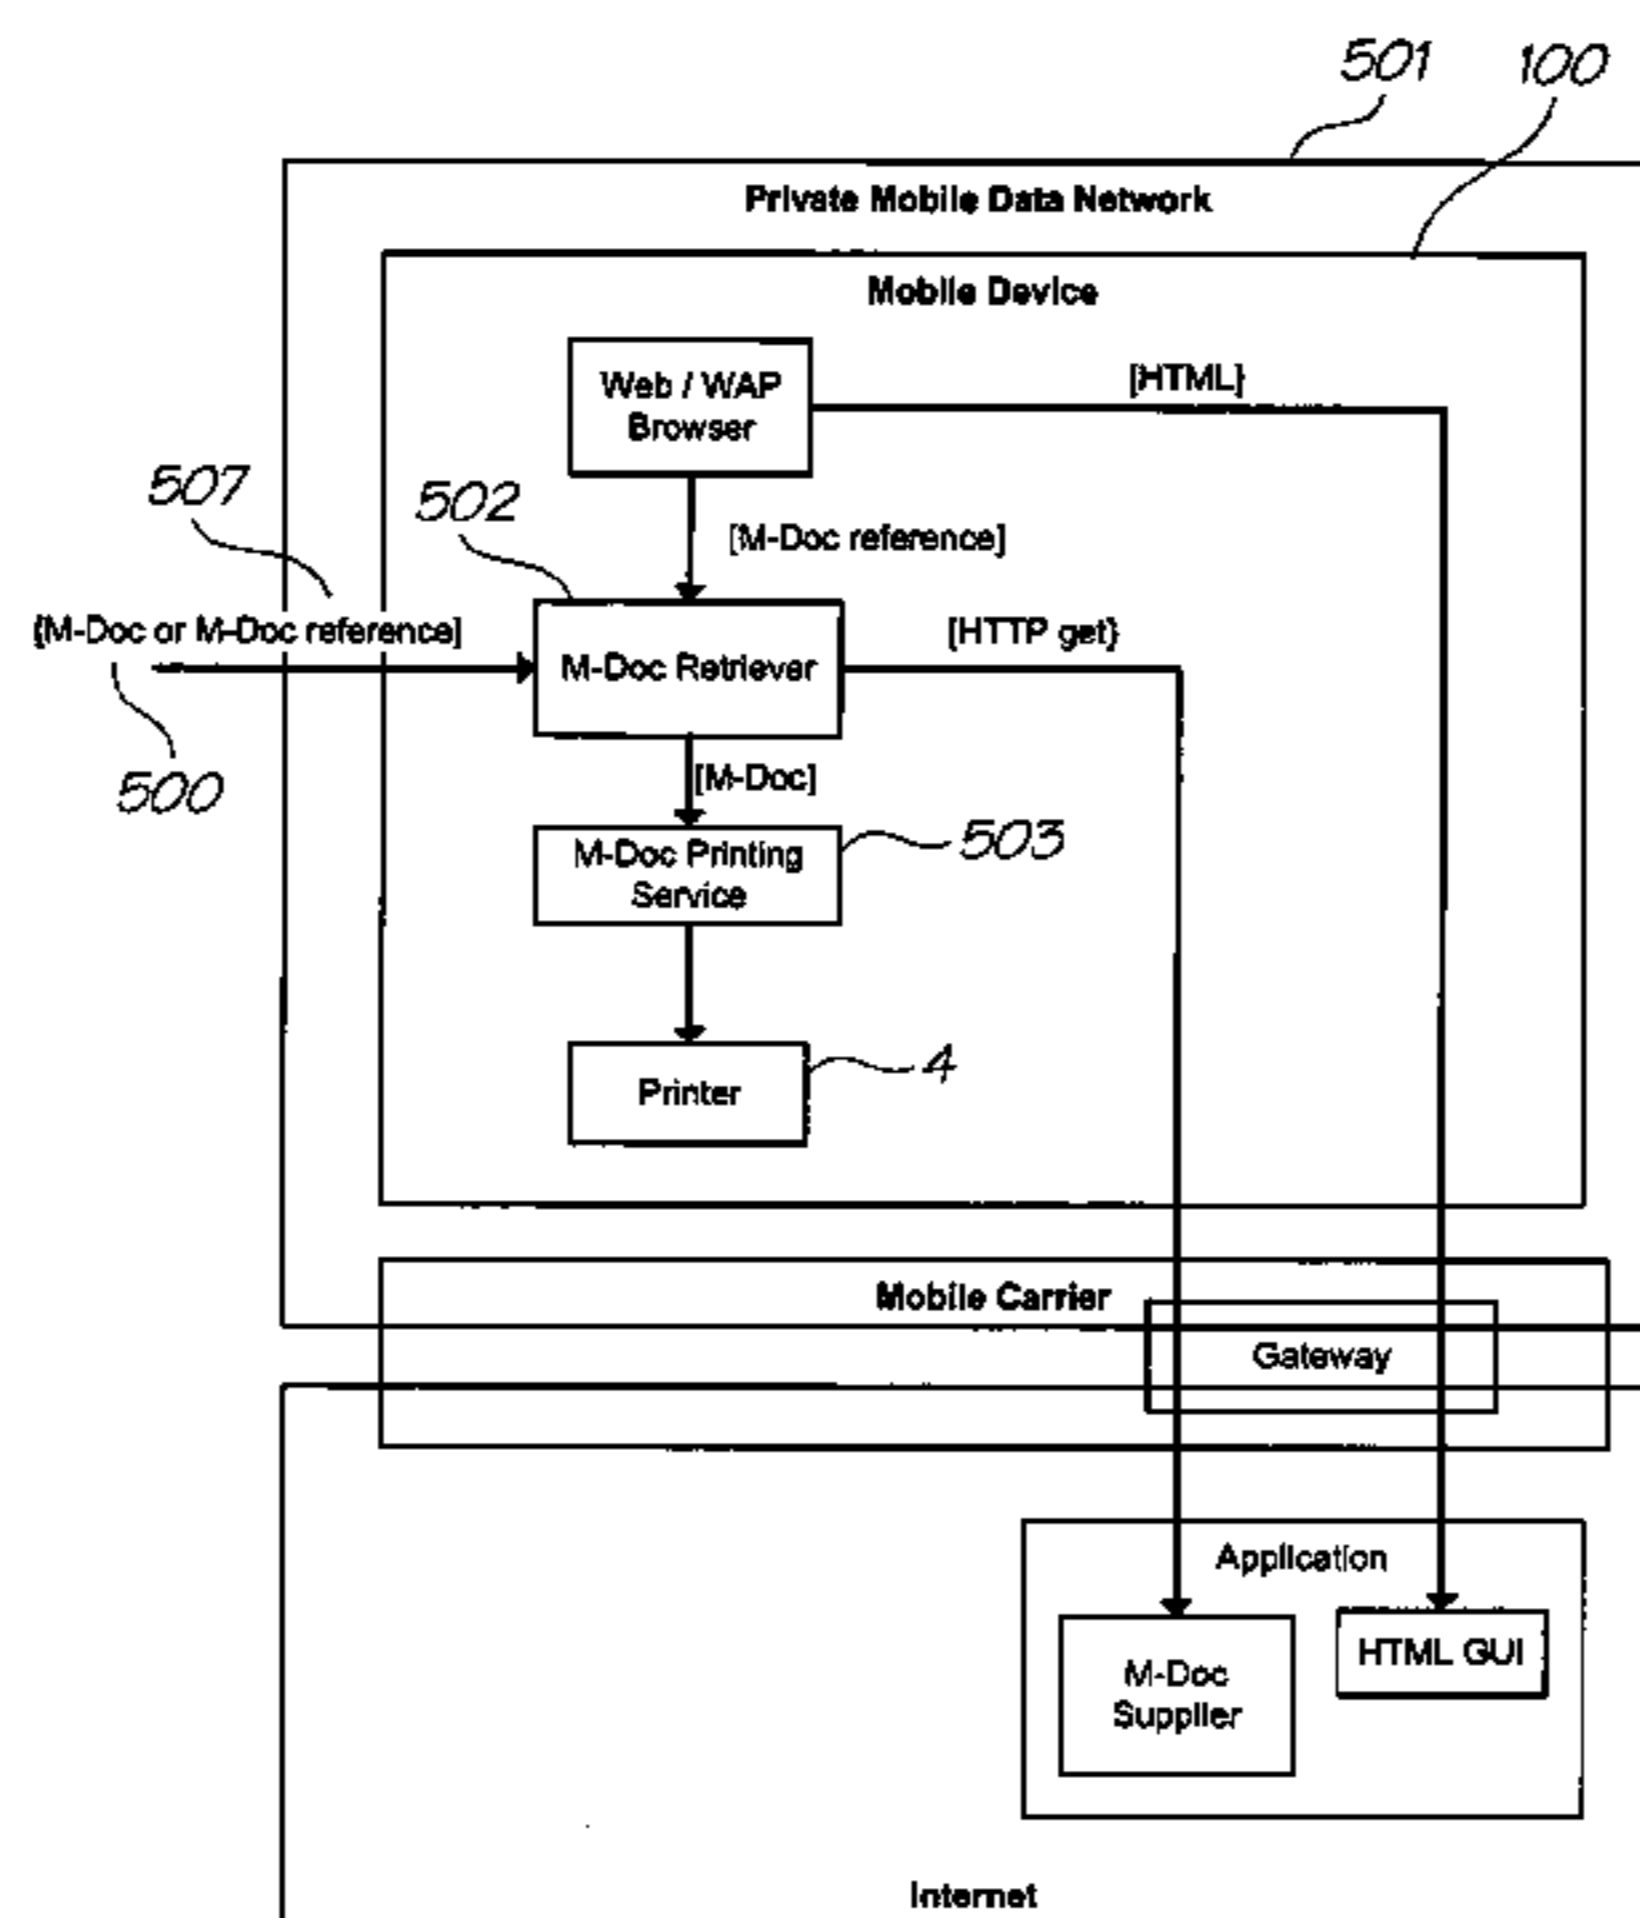 501
100
Private Mobile Data Network
Mobile Device
Web / WAP
Browser
[HTML}
507
502
[M-Doc reference]
{M-Doc or M-Doc reference]
M-Doc Retriever
[HTTP get}
500
[M-Doc]
M-Doc Printing
Service
503
Printer
4
Mobile Carrier
Gateway
Application
M-Doc
Supplier
HTML GUI
Internet